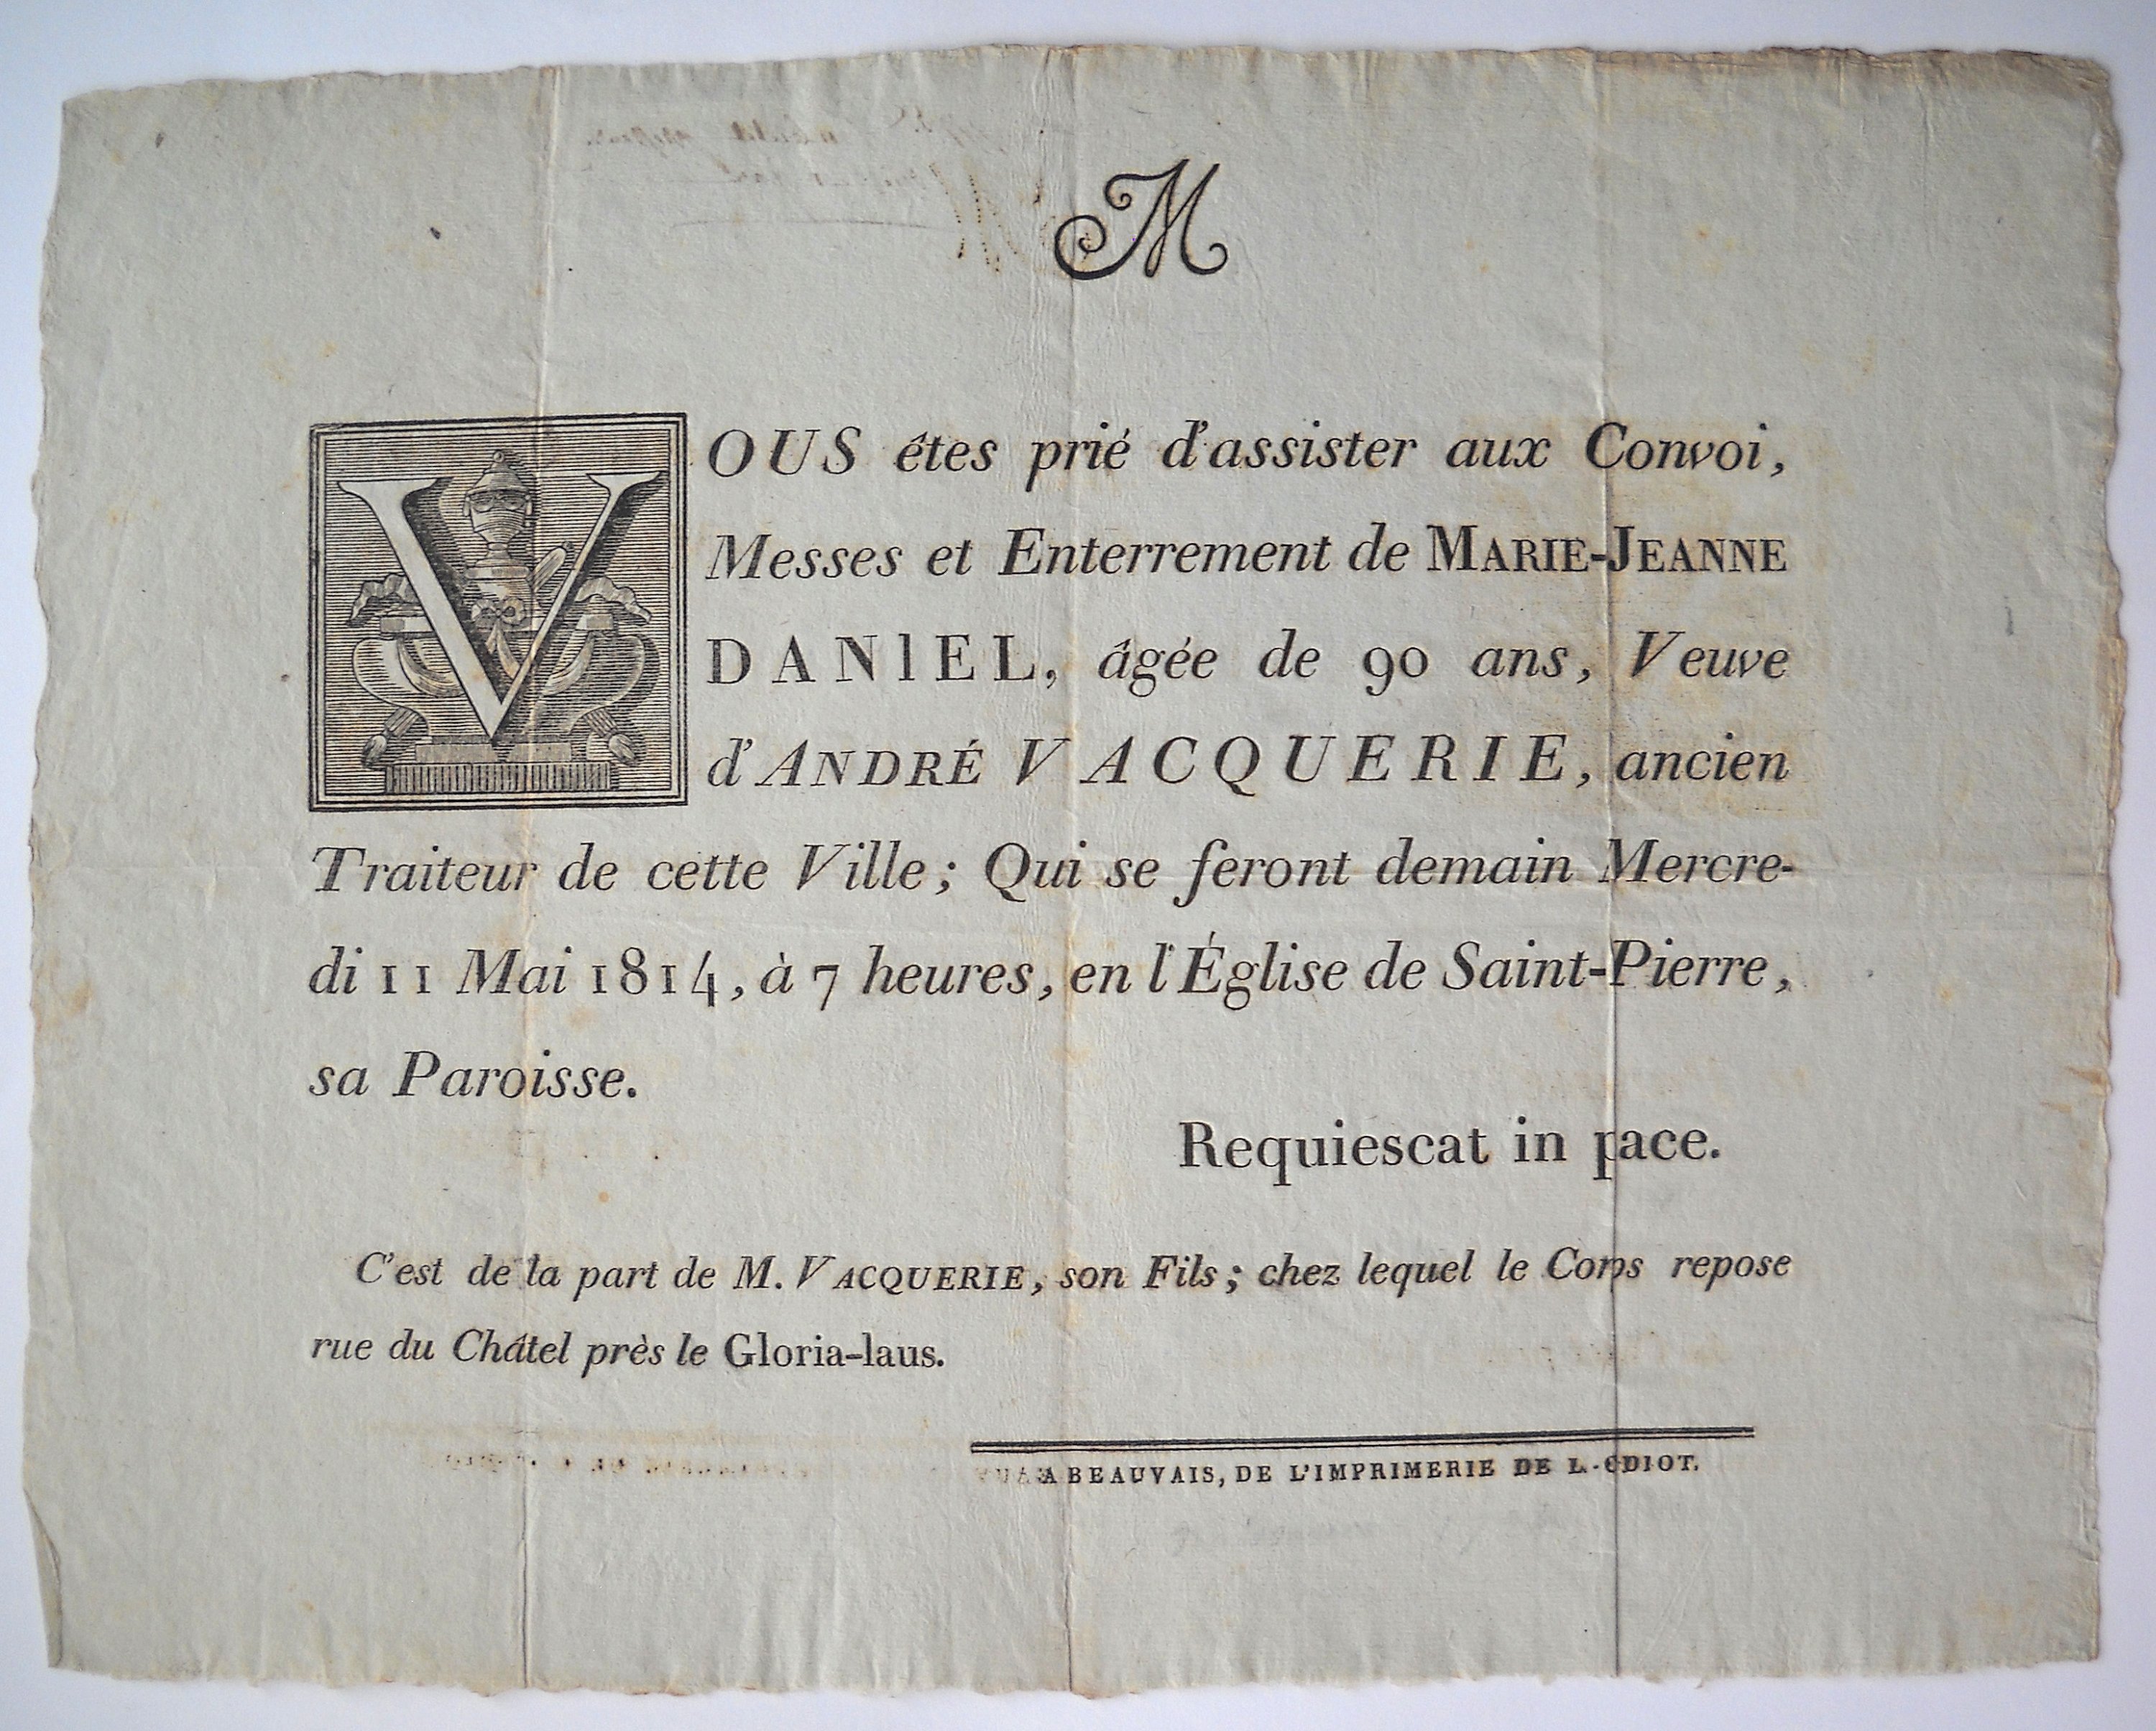 M
VOUS êtes prié d'assister aux Convoi,
Messes et Enterrement de MARIE-JEANNE
DANIEL, âgée de 90 ans, Veuve
d'ANDRÉ VACQUERIE, ancien
Traiteur de cette Ville; Qui se feront demain Mercre-
di 11 Mai 1814, à 7 heures, en l'Église de Saint-Pierre,
sa Paroisse.
Requiescat in pace.
C'est de la part de M. VACQUERIE, son Fils; chez lequel le Corps repose
rue du Châtel près le Gloria-laus.
A BEAUVAIS, DE L'IMPRIMERIE DE L. ODIOT.